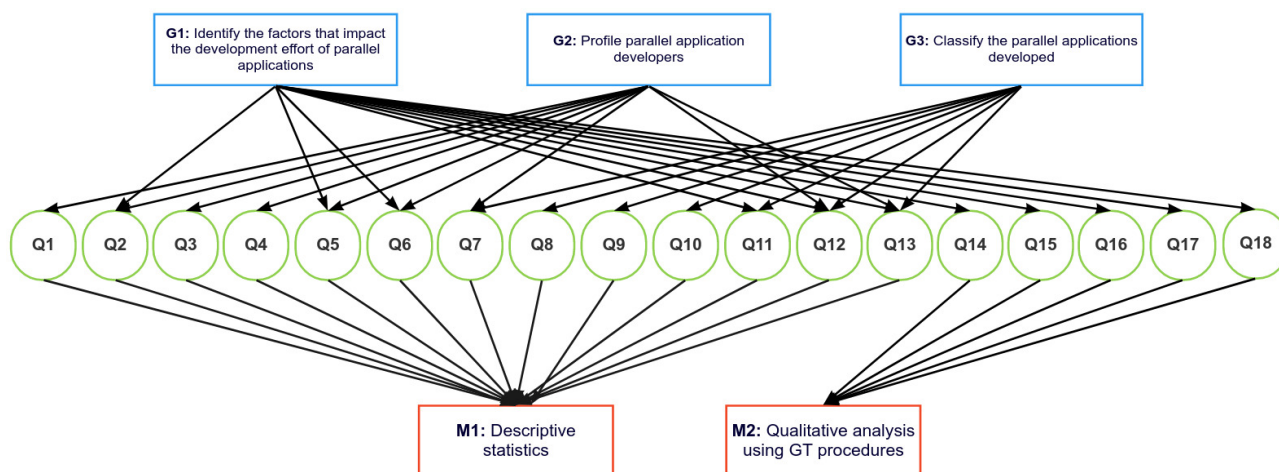 G1: Identify the factors that impact
the development effort of parallel
applications
G2: Profile parallel application
developers
G3: Classify the parallel applications
developed
Q1 Q2 Q3 Q4 Q5 Q6 Q7 Q8 Q9 Q10 Q11 Q12 Q13 Q14 Q15 Q16 Q17 Q18
M1: Descriptive
statistics
M2: Qualitative analysis
using GT procedures